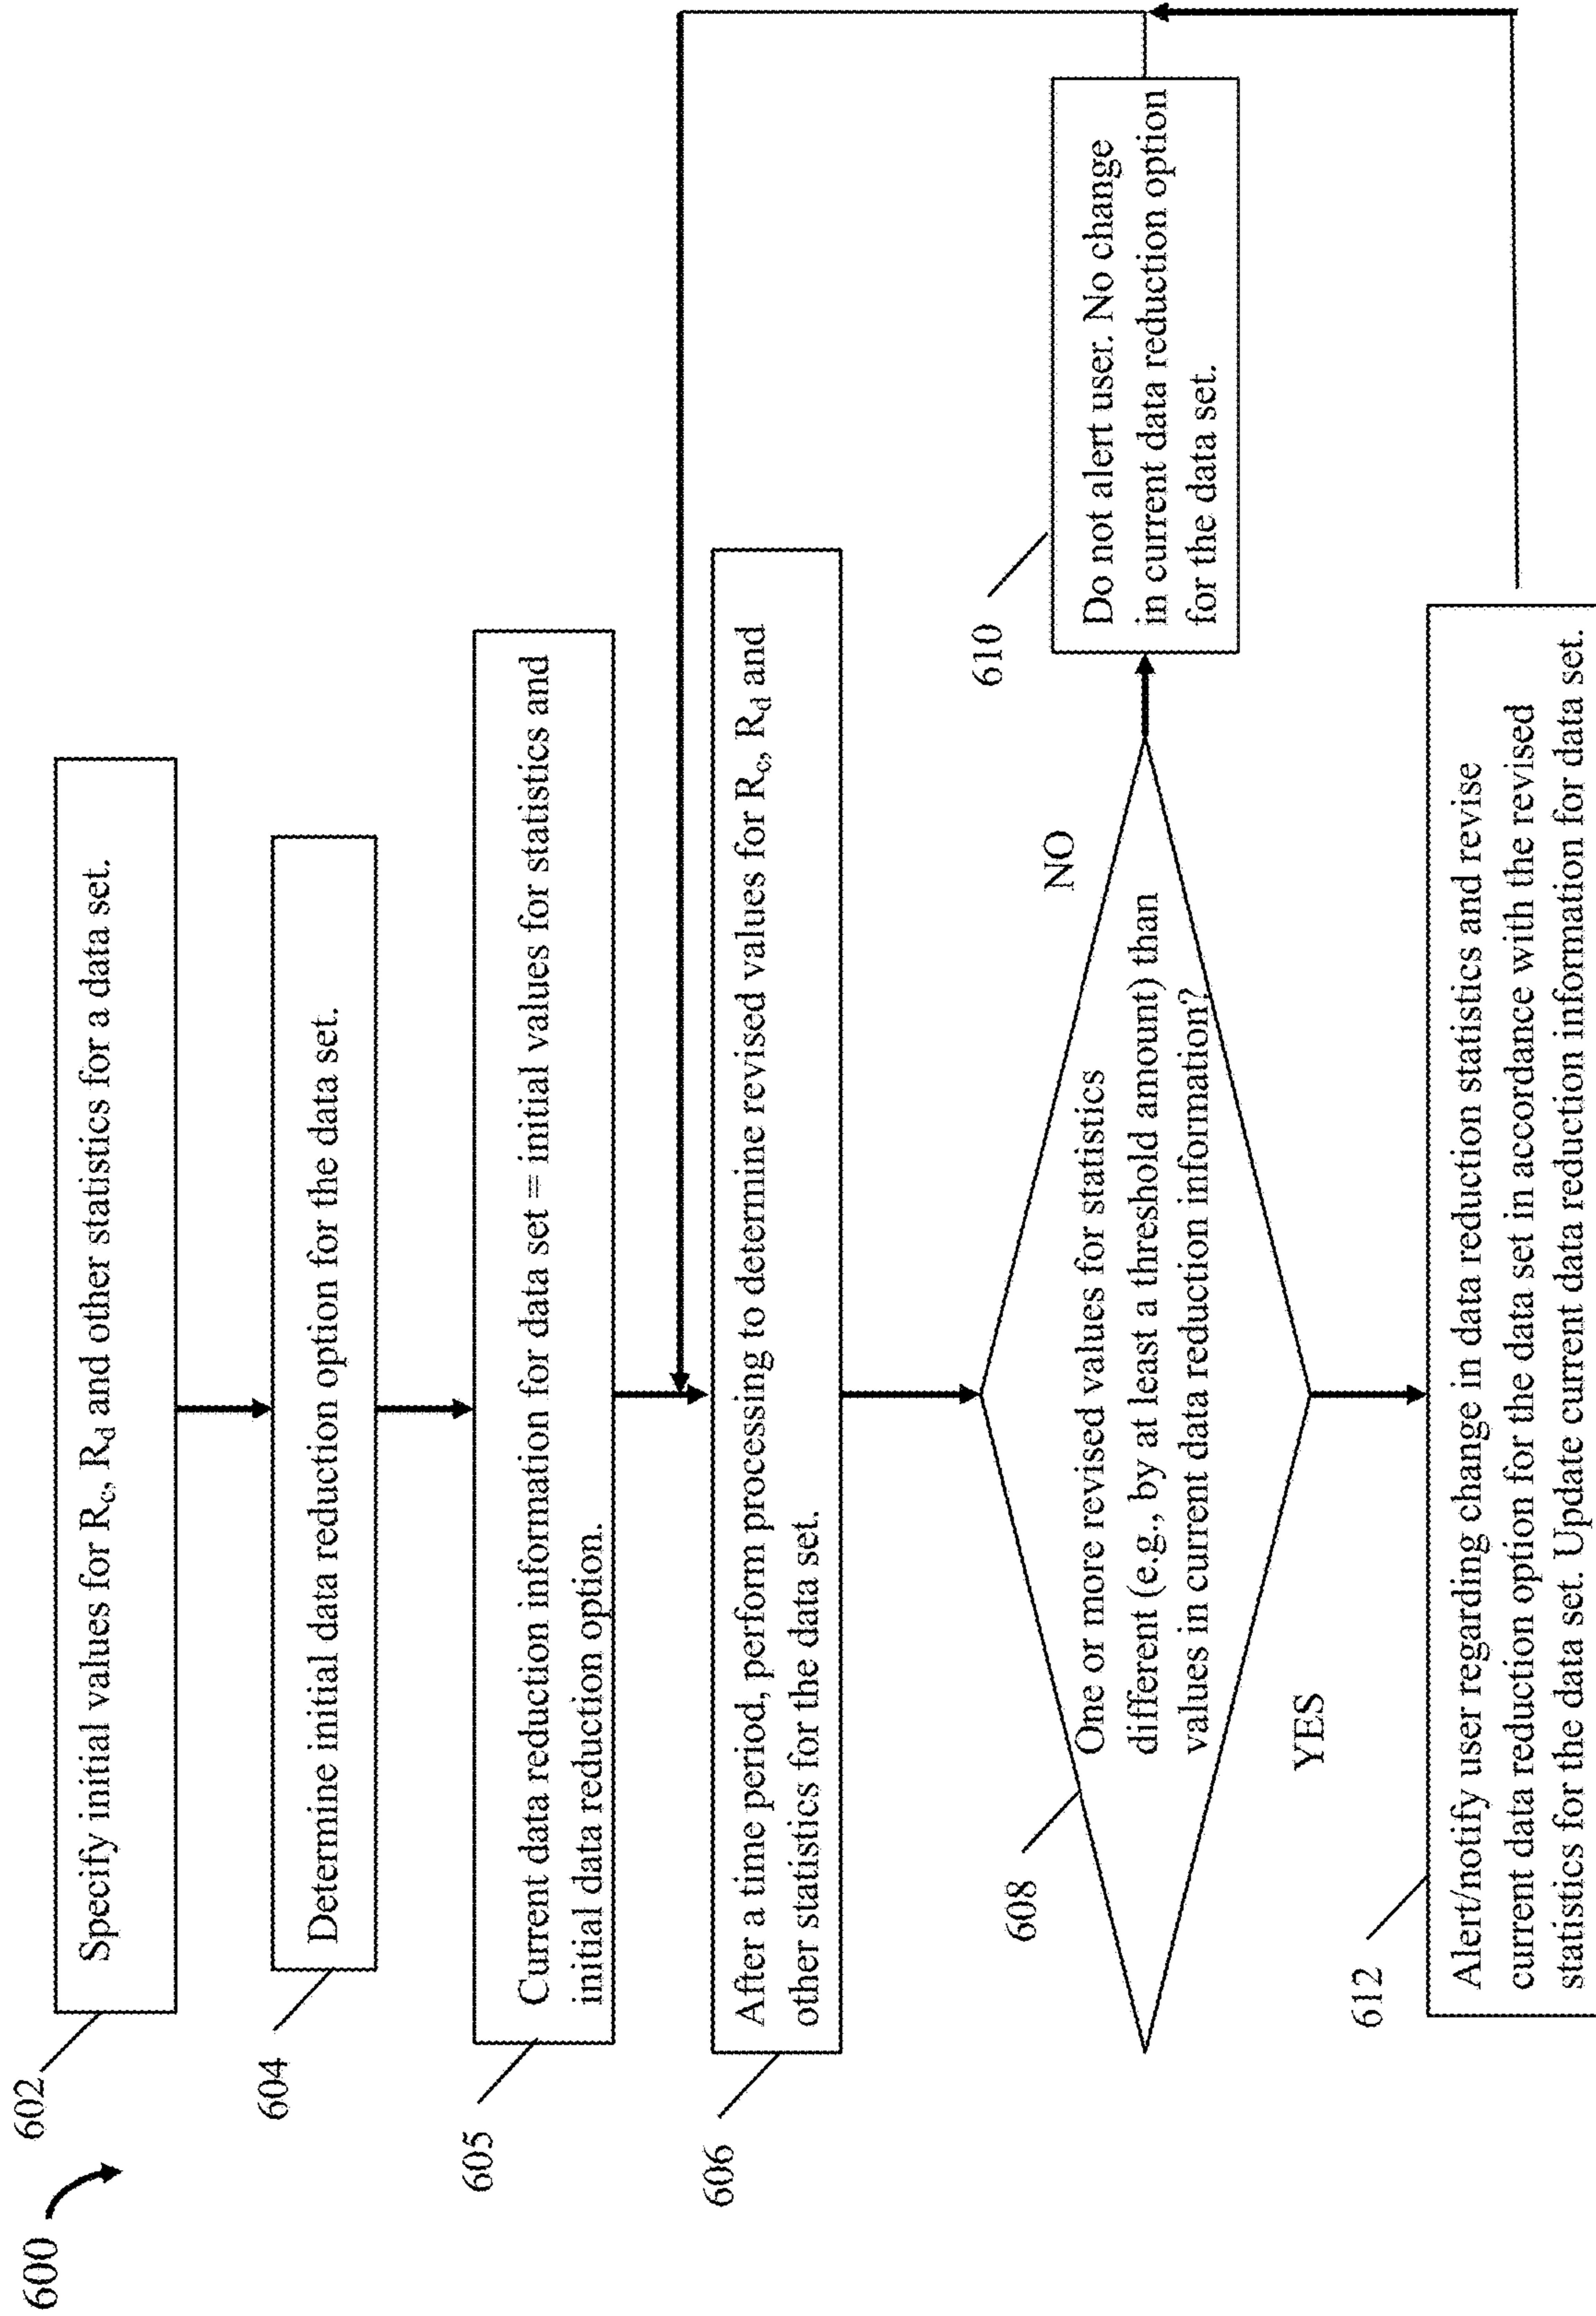 600
602
Specify initial values for Rc, Rd and other statistics for a data set.
604
Determine initial data reduction option for the data set.
605
Current data reduction information for data set = initial values for statistics and
initial data reduction option.
606
After a time period, perform processing to determine revised values for Rc, Rd and
other statistics for the data set.
608
One or more revised values for statistics
different (e.g., by at least a threshold amount) than
values in current data reduction information?
NO
610
Do not alert user. No change
in current data reduction option
for the data set.
YES
612
Alert/notify user regarding change in data reduction statistics and revise
current data reduction option for the data set in accordance with the revised
statistics for the data set. Update current data reduction information for data set.